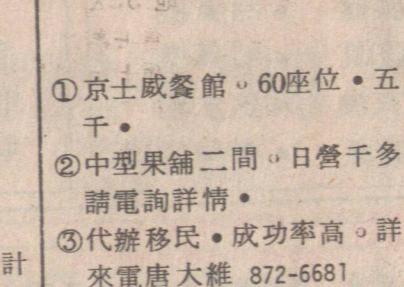 ①京士威餐館。60座位•五
千•
②中型果舖二間。日營千多
請電詢詳情•
③代辦移民•成功率高。詳
來電唐大維 872-6681
計